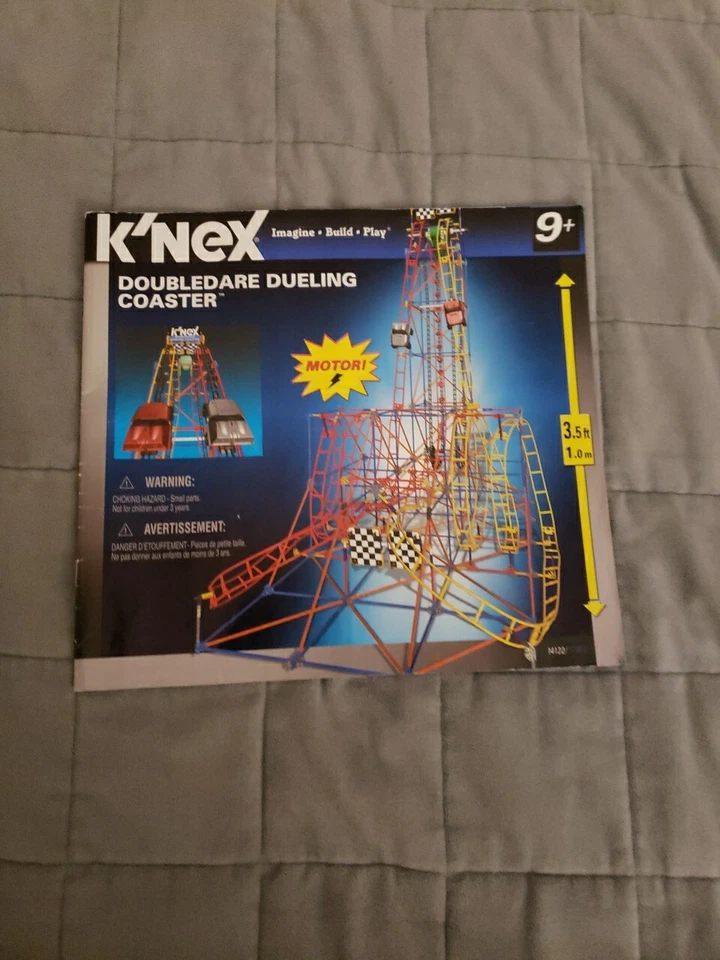 K'NEX
Imagine • Build • Play
9+
DOUBLEDARE DUELING
COASTER™
K'NEX
MOTOR!
3.5 ft
1.0 m
⚠ WARNING:
CHOKING HAZARD - Small parts.
Not for children under 3 years.
⚠ AVERTISSEMENT:
DANGER D'ÉTOUFFEMENT- Pièces de petite taille.
Ne pas donner aux enfants de moins de 3 ans.